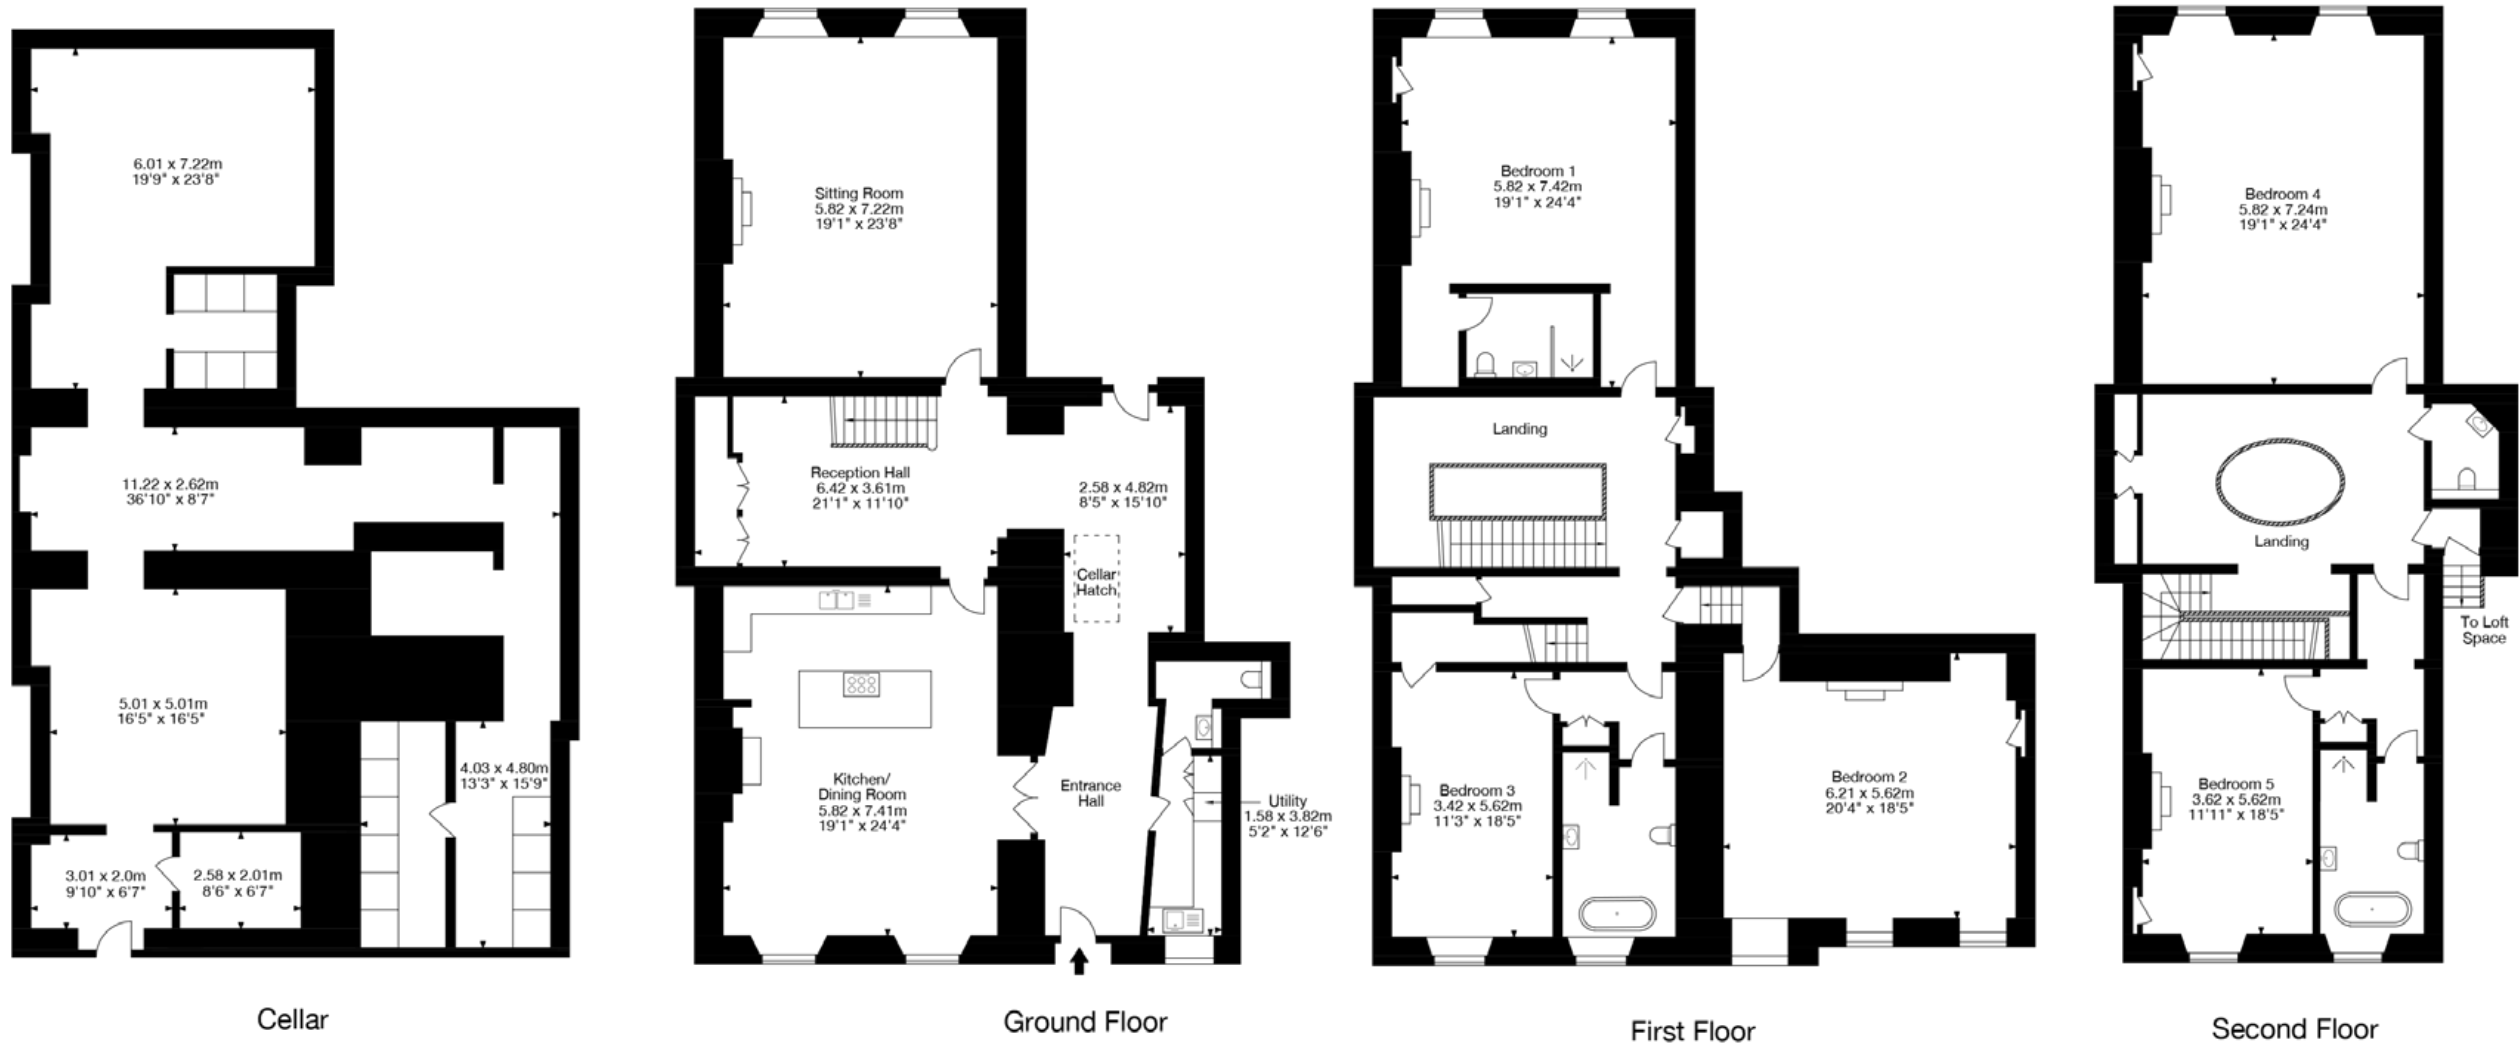 6.01 x 7.22m
19'9" x 23'8"
11.22 x 2.62m
36'10" x 8'7"
5.01 x 5.01m
16'5" x 16'5"
4.03 x 4.80m
13'3" x 15'9"
3.01 x 2.0m
9'10" x 6'7"
2.58 x 2.01m
8'6" x 6'7"
Cellar
Sitting Room
5.82 x 7.22m
19'1" x 23'8"
Reception Hall
6.42 x 3.61m
21'1" x 11'10"
2.58 x 4.82m
8'5" x 15'10"
Cellar
Hatch
Kitchen/
Dining Room
5.82 x 7.41m
19'1" x 24'4"
Entrance
Hall
Utility
1.58 x 3.82m
5'2" x 12'6"
Ground Floor
Bedroom 1
5.82 x 7.42m
19'1" x 24'4"
Landing
Bedroom 3
3.42 x 5.62m
11'3" x 18'5"
Bedroom 2
6.21 x 5.62m
20'4" x 18'5"
First Floor
Bedroom 4
5.82 x 7.24m
19'1" x 24'4"
Landing
To Loft
Space
Bedroom 5
3.62 x 5.62m
11'11" x 18'5"
Second Floor